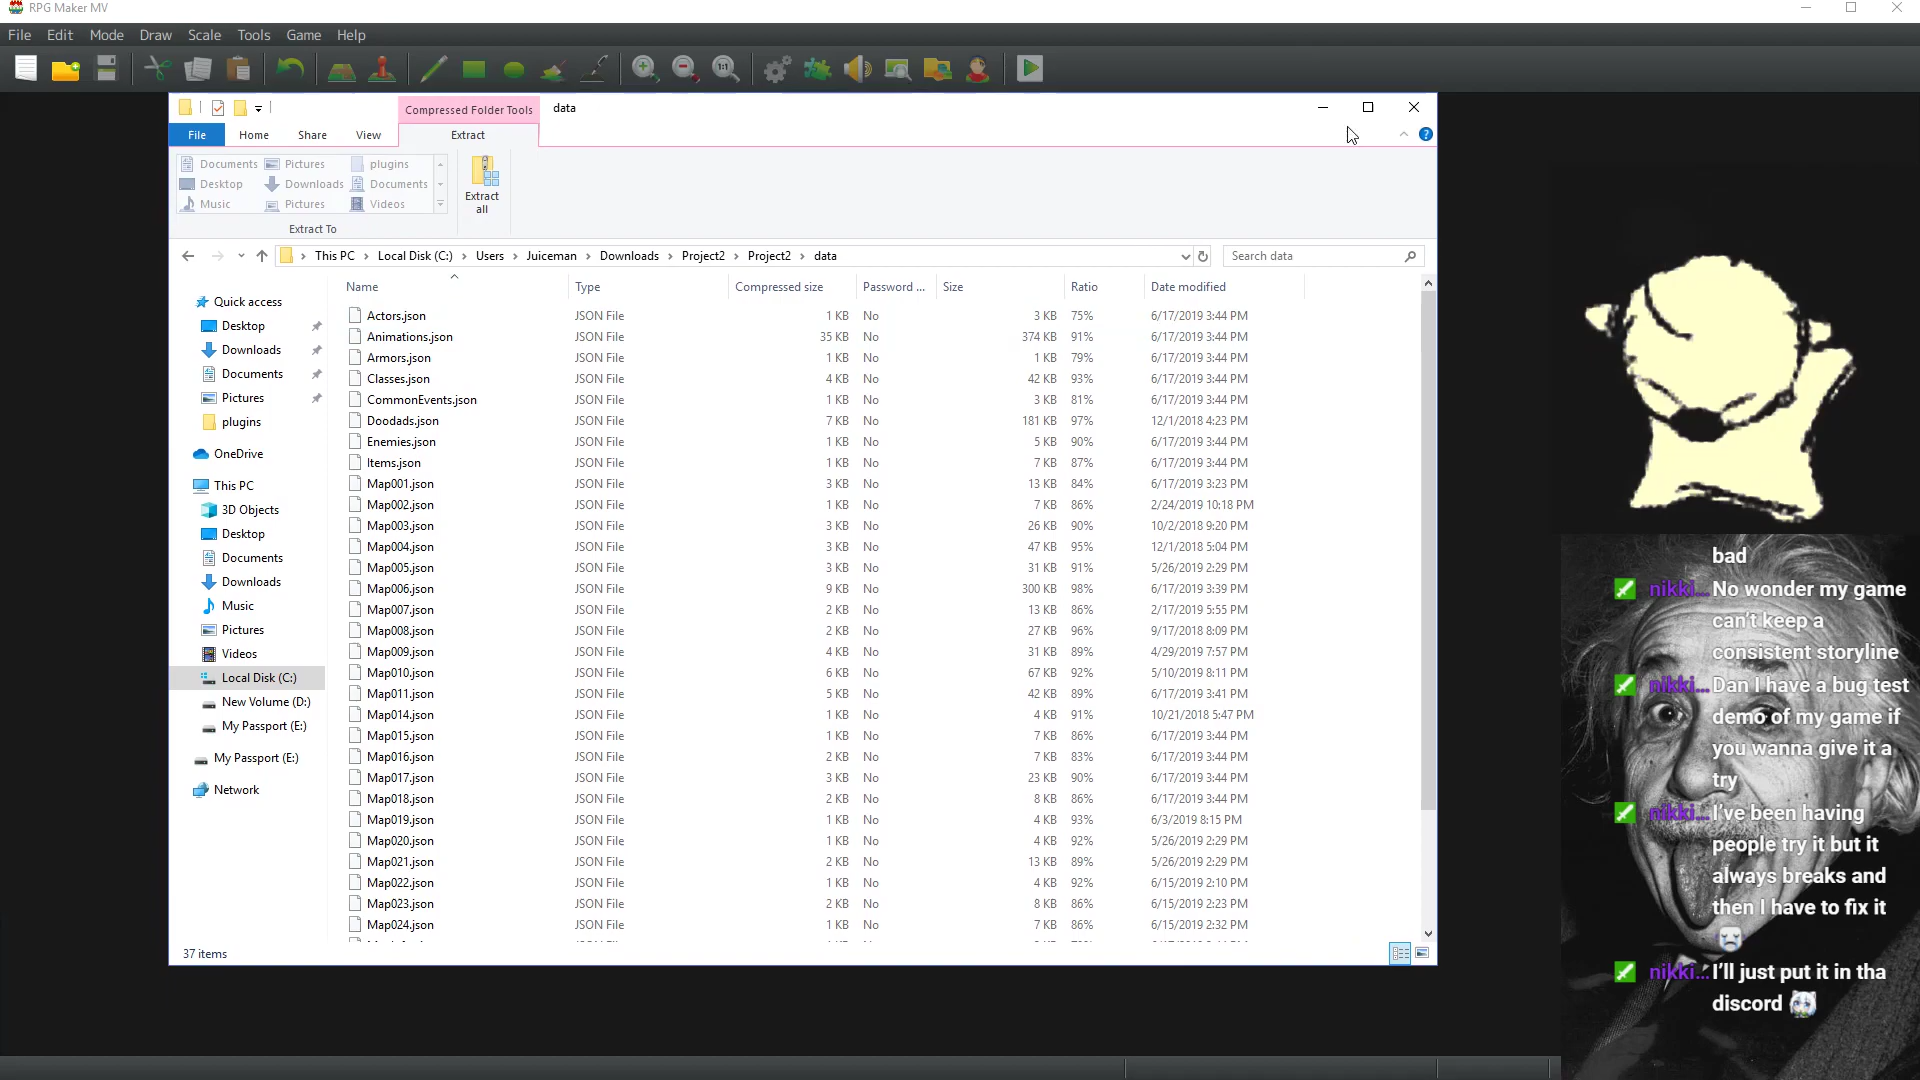 RPG Maker MV
File Edit Mode Draw Scale Tools Game Help
1:1
Compressed Folder Tools data
File Home Share View Extract
Documents Pictures plugins
Desktop Downloads Documents
Music Pictures Videos
Extract all
Extract To
This PC > Local Disk (C:) > Users > Juiceman > Downloads > Project2 > Project2 > data
Search data
Name Type Compressed size Password ... Size Ratio Date modified
Quick access
Desktop
Downloads
Documents
Pictures
plugins
OneDrive
This PC
3D Objects
Desktop
Documents
Downloads
Music
Pictures
Videos
Local Disk (C:)
New Volume (D:)
My Passport (E:)
My Passport (E:)
Network
Actors.json JSON File 1 KB No 3 KB 75% 6/17/2019 3:44 PM
Animations.json JSON File 35 KB No 374 KB 91% 6/17/2019 3:44 PM
Armors.json JSON File 1 KB No 1 KB 79% 6/17/2019 3:44 PM
Classes.json JSON File 4 KB No 42 KB 93% 6/17/2019 3:44 PM
CommonEvents.json JSON File 1 KB No 3 KB 81% 6/17/2019 3:44 PM
Doodads.json JSON File 7 KB No 181 KB 97% 12/1/2018 4:23 PM
Enemies.json JSON File 1 KB No 5 KB 90% 6/17/2019 3:44 PM
Items.json JSON File 1 KB No 7 KB 87% 6/17/2019 3:44 PM
Map001.json JSON File 3 KB No 13 KB 84% 6/17/2019 3:23 PM
Map002.json JSON File 1 KB No 7 KB 86% 2/24/2019 10:18 PM
Map003.json JSON File 3 KB No 26 KB 90% 10/2/2018 9:20 PM
Map004.json JSON File 3 KB No 47 KB 95% 12/1/2018 5:04 PM
Map005.json JSON File 3 KB No 31 KB 91% 5/26/2019 2:29 PM
Map006.json JSON File 9 KB No 300 KB 98% 6/17/2019 3:39 PM
Map007.json JSON File 2 KB No 13 KB 86% 2/17/2019 5:55 PM
Map008.json JSON File 2 KB No 27 KB 96% 9/17/2018 8:09 PM
Map009.json JSON File 4 KB No 31 KB 89% 4/29/2019 7:57 PM
Map010.json JSON File 6 KB No 67 KB 92% 5/10/2019 8:11 PM
Map011.json JSON File 5 KB No 42 KB 89% 6/17/2019 3:41 PM
Map014.json JSON File 1 KB No 4 KB 91% 10/21/2018 5:47 PM
Map015.json JSON File 1 KB No 7 KB 86% 6/17/2019 3:44 PM
Map016.json JSON File 2 KB No 7 KB 83% 6/17/2019 3:44 PM
Map017.json JSON File 3 KB No 23 KB 90% 6/17/2019 3:44 PM
Map018.json JSON File 2 KB No 8 KB 86% 6/17/2019 3:44 PM
Map019.json JSON File 1 KB No 4 KB 93% 6/3/2019 8:15 PM
Map020.json JSON File 1 KB No 4 KB 92% 5/26/2019 2:29 PM
Map021.json JSON File 2 KB No 13 KB 89% 5/26/2019 2:29 PM
Map022.json JSON File 1 KB No 4 KB 92% 6/15/2019 2:10 PM
Map023.json JSON File 2 KB No 8 KB 86% 6/15/2019 2:23 PM
Map024.json JSON File 1 KB No 7 KB 86% 6/15/2019 2:32 PM
37 items
bad
nikki... No wonder my game
can't keep a
consistent storyline
nikki... Dan I have a bug test
demo of my game if
you wanna give it a
try
nikki... I've been having
people try it but it
always breaks and
then I have to fix it
nikki... I'll just put it in tha
discord